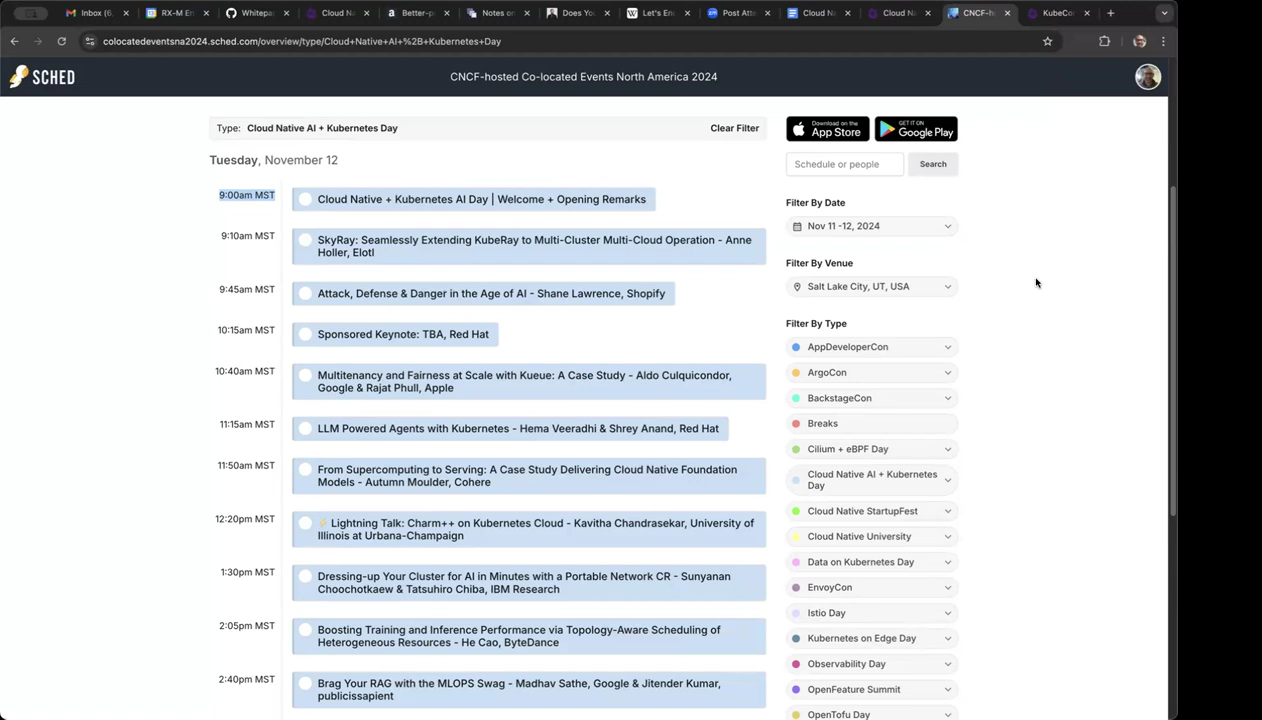 Inbox (6
RX-M En
Whitepa
Cloud N
Better-p
Notes on
Does Yo
Let's En
Post Att
Cloud N
Cloud N
CNCF-h
KubeCo
colocatedeventsna2024.sched.com/overview/type/Cloud+Native+AI+%2B+Kubernetes+Day
SCHED
CNCF-hosted Co-located Events North America 2024
Type: Cloud Native AI + Kubernetes Day
Clear Filter
Tuesday, November 12
9:00am MST
Cloud Native + Kubernetes AI Day | Welcome + Opening Remarks
9:10am MST
SkyRay: Seamlessly Extending KubeRay to Multi-Cluster Multi-Cloud Operation - Anne
Holler, Elotl
9:45am MST
Attack, Defense & Danger in the Age of AI - Shane Lawrence, Shopify
10:15am MST
Sponsored Keynote: TBA, Red Hat
10:40am MST
Multitenancy and Fairness at Scale with Kueue: A Case Study - Aldo Culquicondor,
Google & Rajat Phull, Apple
11:15am MST
LLM Powered Agents with Kubernetes - Hema Veeradhi & Shrey Anand, Red Hat
11:50am MST
From Supercomputing to Serving: A Case Study Delivering Cloud Native Foundation
Models - Autumn Moulder, Cohere
12:20pm MST
⚡ Lightning Talk: Charm++ on Kubernetes Cloud - Kavitha Chandrasekar, University of
Illinois at Urbana-Champaign
1:30pm MST
Dressing-up Your Cluster for AI in Minutes with a Portable Network CR - Sunyanan
Choochotkaew & Tatsuhiro Chiba, IBM Research
2:05pm MST
Boosting Training and Inference Performance via Topology-Aware Scheduling of
Heterogeneous Resources - He Cao, ByteDance
2:40pm MST
Brag Your RAG with the MLOPS Swag - Madhav Sathe, Google & Jitender Kumar,
publicissapient
Download on the
App Store
GET IT ON
Google Play
Schedule or people
Search
Filter By Date
Nov 11 -12, 2024
Filter By Venue
Salt Lake City, UT, USA
Filter By Type
AppDeveloperCon
ArgoCon
BackstageCon
Breaks
Cilium + eBPF Day
Cloud Native AI + Kubernetes
Day
Cloud Native StartupFest
Cloud Native University
Data on Kubernetes Day
EnvoyCon
Istio Day
Kubernetes on Edge Day
Observability Day
OpenFeature Summit
OpenTofu Day